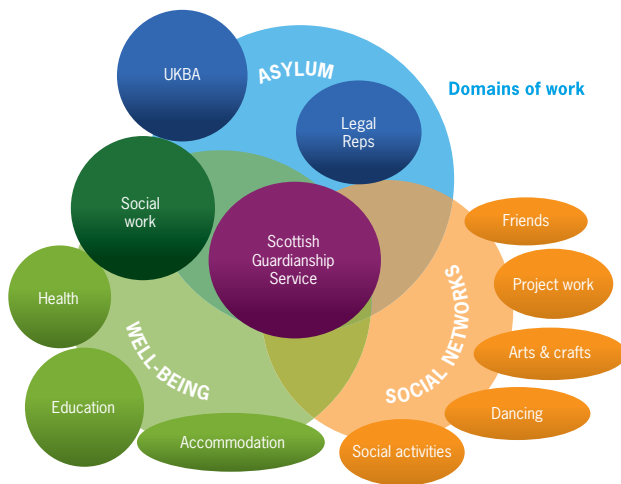 UKBA
ASYLUM
Domains of work
Legal
Reps
Social
work
Friends
Scottish
Guardianship
Service
Project work
Health
SOCIAL NETWORKS
WELL-BEING
Arts & crafts
Education
Dancing
Accommodation
Social activities